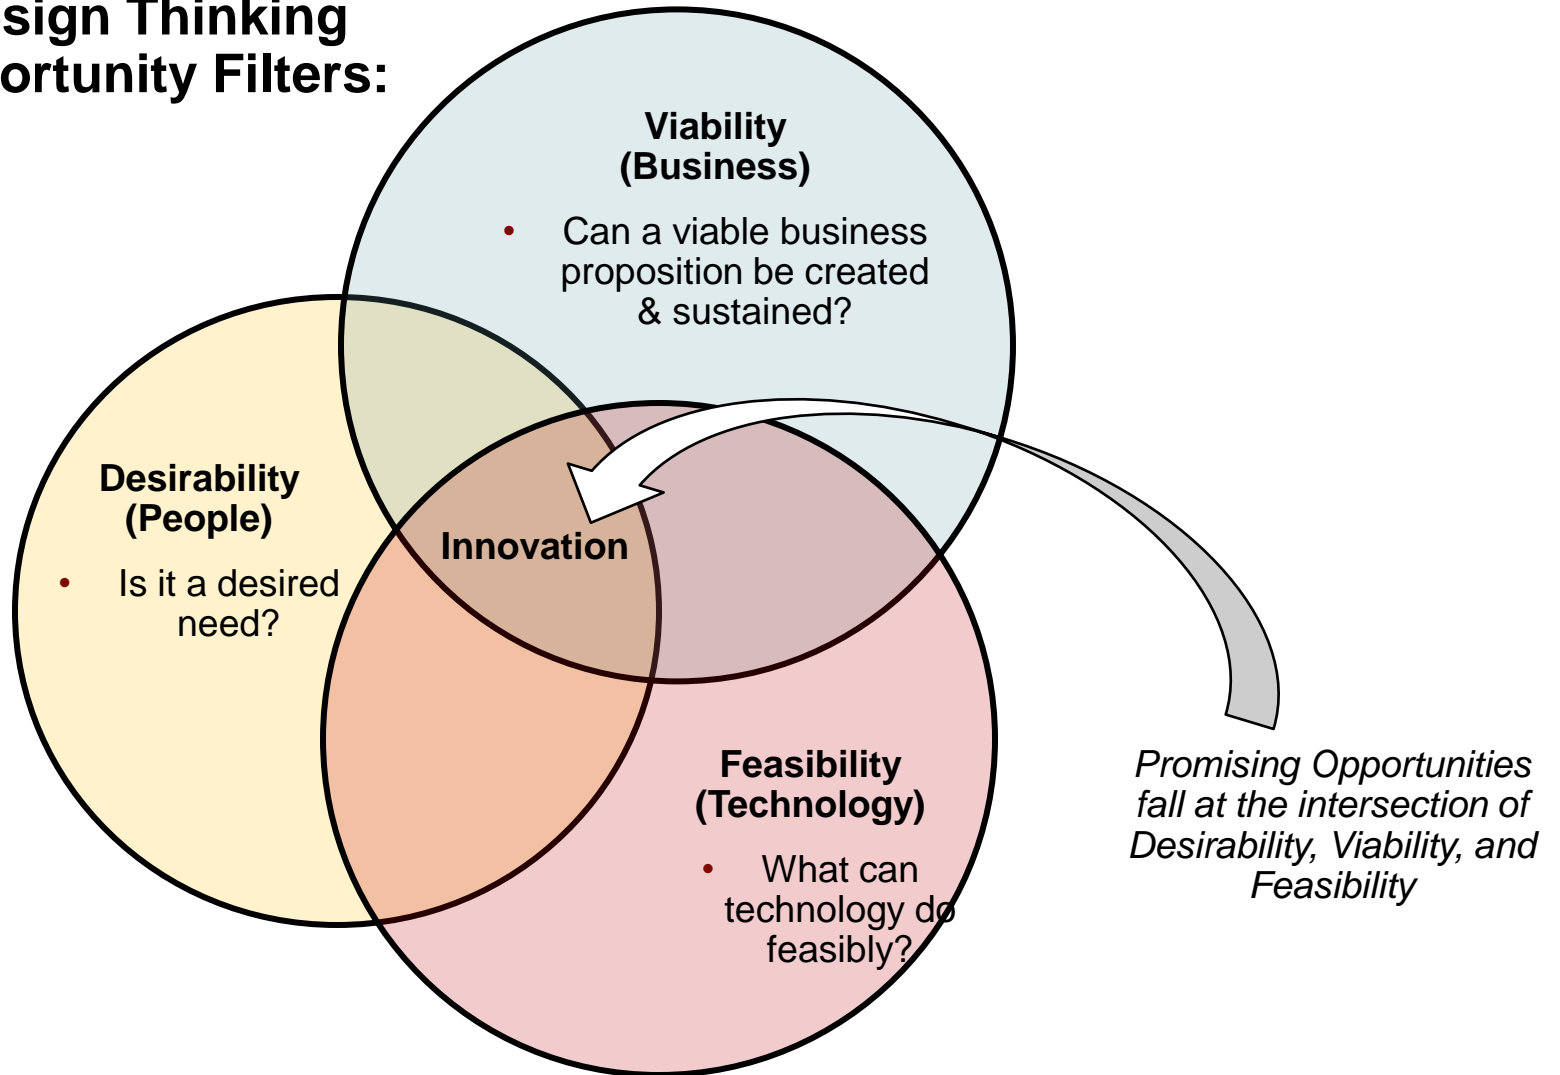 sign Thinking
ortunity Filters:
Viability
(Business)
• Can a viable business
proposition be created
& sustained?
Desirability
(People)
• Is it a desired
need?
Innovation
Feasibility
(Technology)
• What can
technology do
feasibly?
Promising Opportunities
fall at the intersection of
Desirability, Viability, and
Feasibility